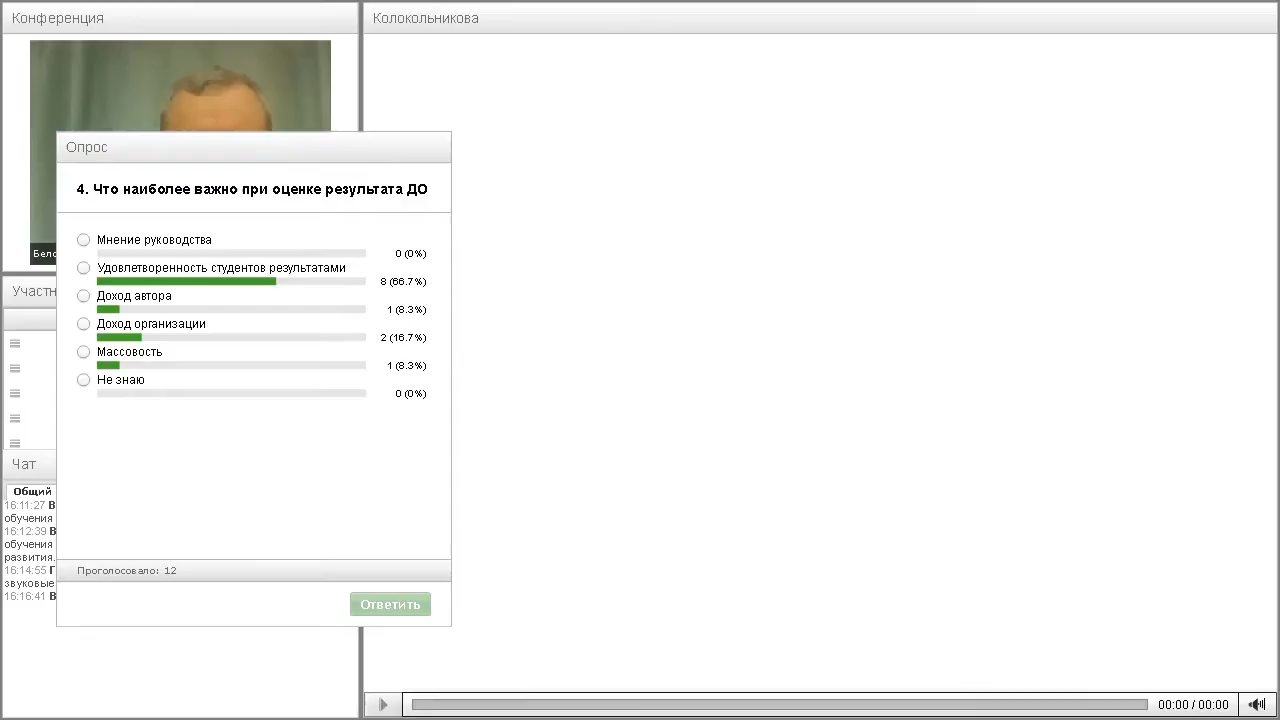 Конференция
Колокольникова
Опрос
4. Что наиболее важно при оценке результата ДО
Мнение руководства
0 (0%)
Удовлетворенность студентов результатами
8 (66.7%)
Доход автора
1 (8.3%)
Доход организации
2 (16.7%)
Массовость
1 (8.3%)
Не знаю
0 (0%)
Проголосовало: 12
Ответить
Бело
Участн
Чат
Общий
16:11:27 В
обучения
16:12:39 В
обучения
развития.
16:14:55 Г
звуковые
16:16:41 В
00:00 / 00:00